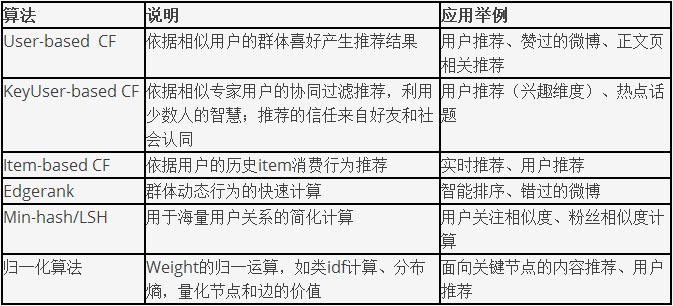 算法 说明 应用举例
User-based CF 依据相似用户的群体喜好产生推荐结果 用户推荐、赞过的微博、正文页
相关推荐
KeyUser-based CF 依据相似专家用户的协同过滤推荐，利用 用户推荐（兴趣维度）、热点话
少数人的智慧；推荐的信任来自好友和社 题
会认同
Item-based CF 依据用户的历史item消费行为推荐 实时推荐、用户推荐
Edgerank 群体动态行为的快速计算 智能排序、错过的微博
Min-hash/LSH 用于海量用户关系的简化计算 用户关注相似度、粉丝相似度计
算
归一化算法 Weight的归一运算，如类idf计算、分布 面向关键节点的内容推荐、用户
熵，量化节点和边的价值 推荐